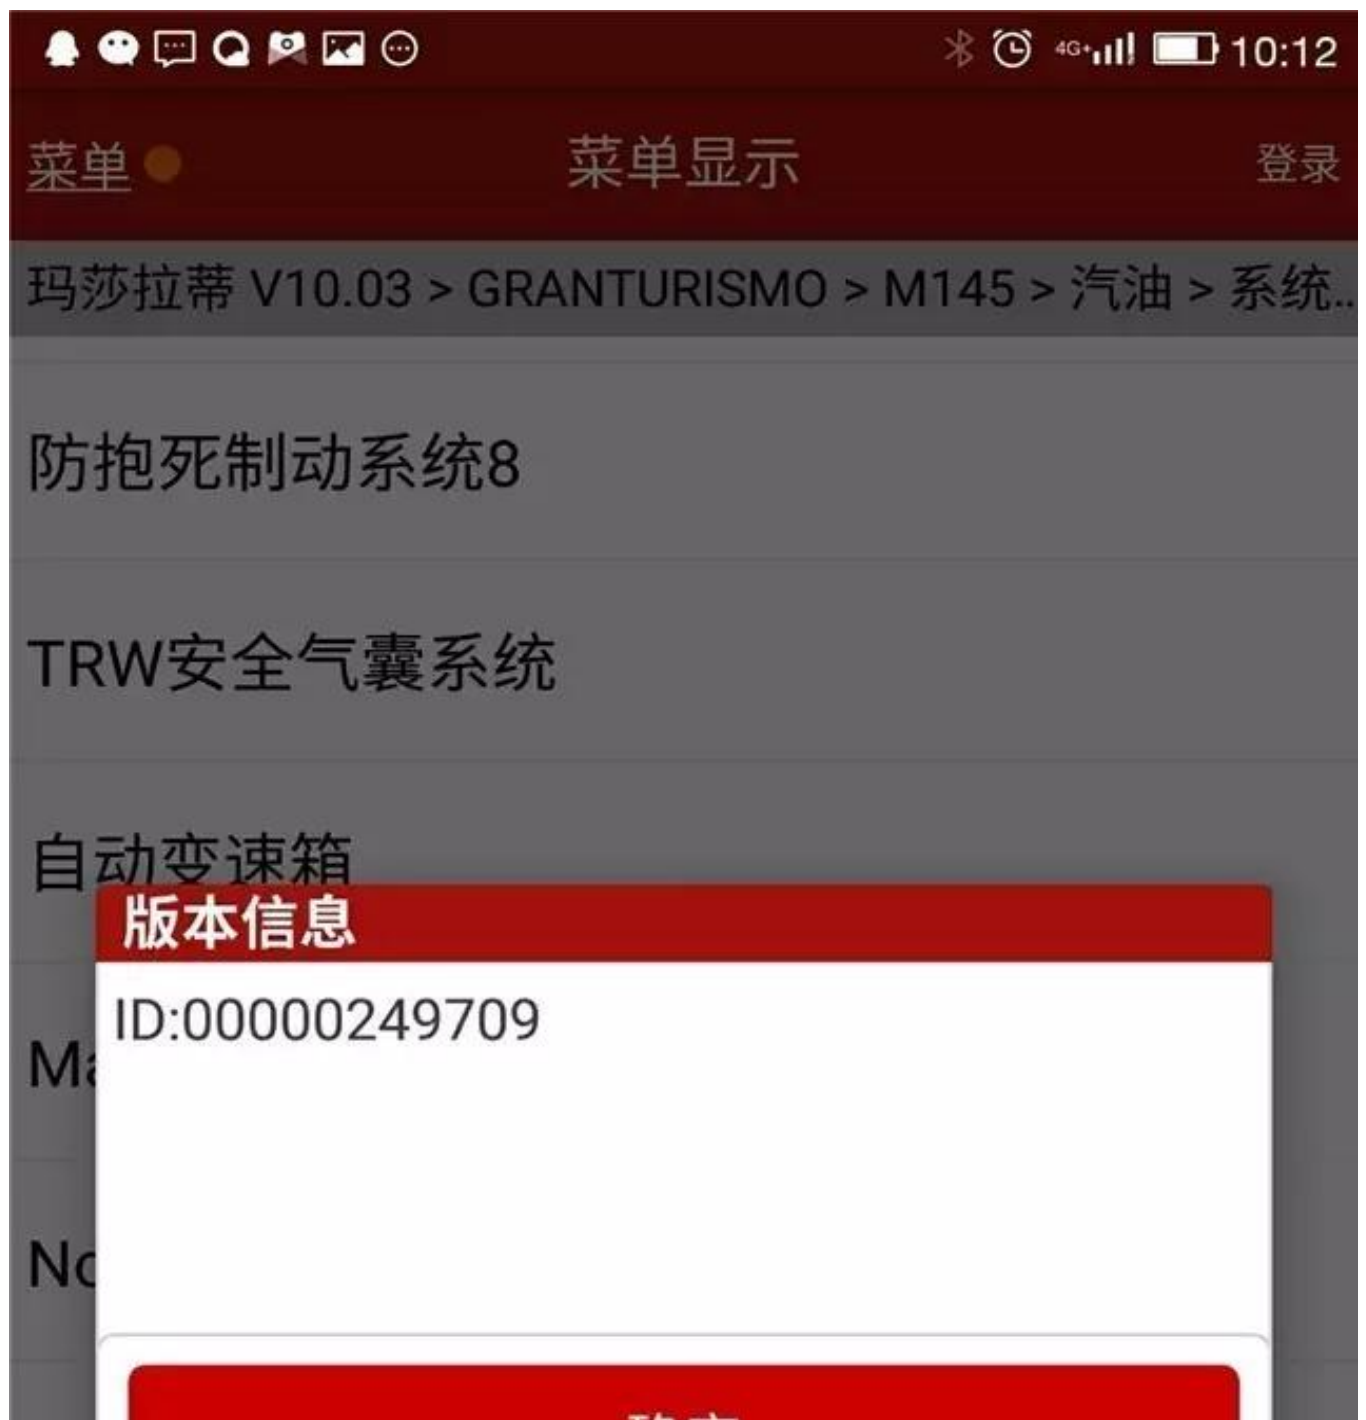 4G+ 10:12
菜单 菜单显示 登录
玛莎拉蒂 V10.03 > GRANTURISMO > M145 > 汽油 > 系统..
防抱死制动系统8
TRW安全气囊系统
自动变速箱
版本信息
ID:00000249709